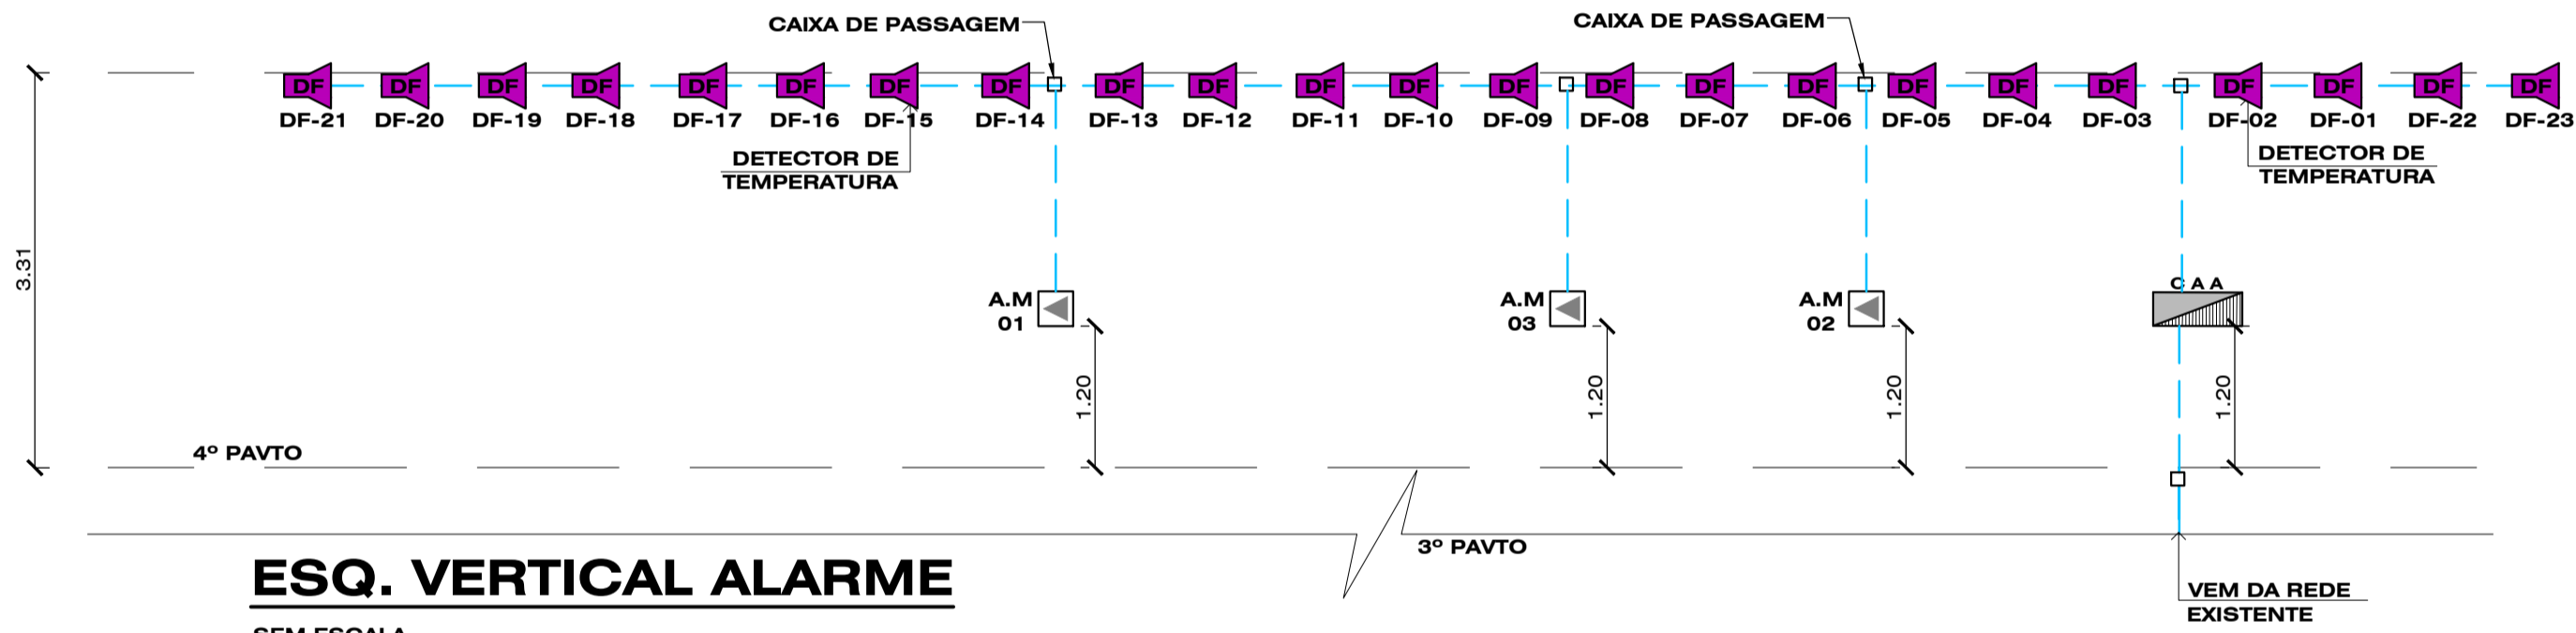 CAIXA DE PASSAGEM
CAIXA DE PASSAGEM
DF DF DF DF DF DF DF DF DF DF DF DF DF DF DF DF DF DF DF DF DF DF DF
DF-21 DF-20 DF-19 DF-18 DF-17 DF-16 DF-15 DF-14 DF-13 DF-12 DF-11 DF-10 DF-09 DF-08 DF-07 DF-06 DF-05 DF-04 DF-03 DF-02 DF-01 DF-22 DF-23
DETECTOR DE
TEMPERATURA
DETECTOR DE
TEMPERATURA
3.31
A.M
01
A.M
03
A.M
02
C A A
1.20
1.20
1.20
1.20
4º PAVTO
3º PAVTO
ESQ. VERTICAL ALARME
SEM ESCALA
VEM DA REDE
EXISTENTE